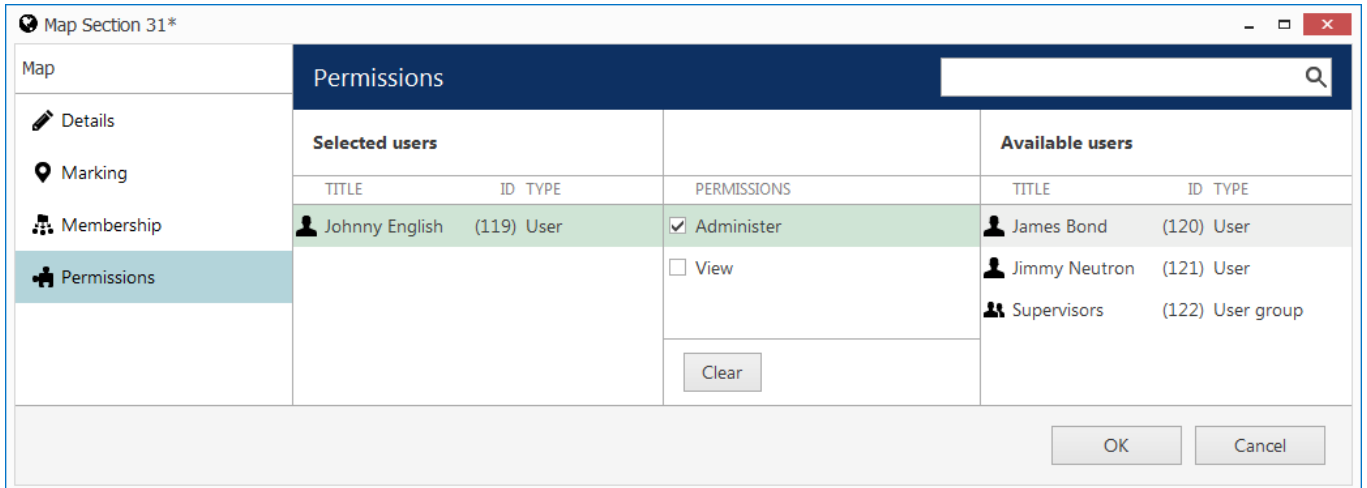 Map Section 31*
Map
Details
Marking
Membership
Permissions
Permissions
Selected users
Available users
TITLE ID TYPE PERMISSIONS TITLE ID TYPE
Johnny English (119) User Administer James Bond (120) User
View Jimmy Neutron (121) User
Supervisors (122) User group
Clear
OK Cancel